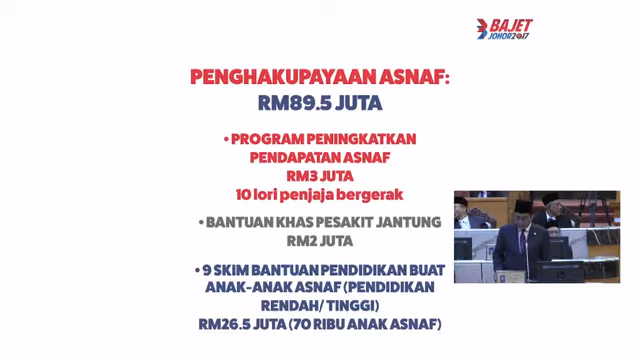 BAJET
JOHOR2017
PENGHAKUPAYAAN ASNAF:
RM89.5 JUTA
• PROGRAM PENINGKATKAN
PENDAPATAN ASNAF
RM3 JUTA
10 lori penjaja bergerak
• BANTUAN KHAS PESAKIT JANTUNG
RM2 JUTA
• 9 SKIM BANTUAN PENDIDIKAN BUAT
ANAK-ANAK ASNAF (PENDIDIKAN
RENDAH/ TINGGI)
RM26.5 JUTA (70 RIBU ANAK ASNAF)